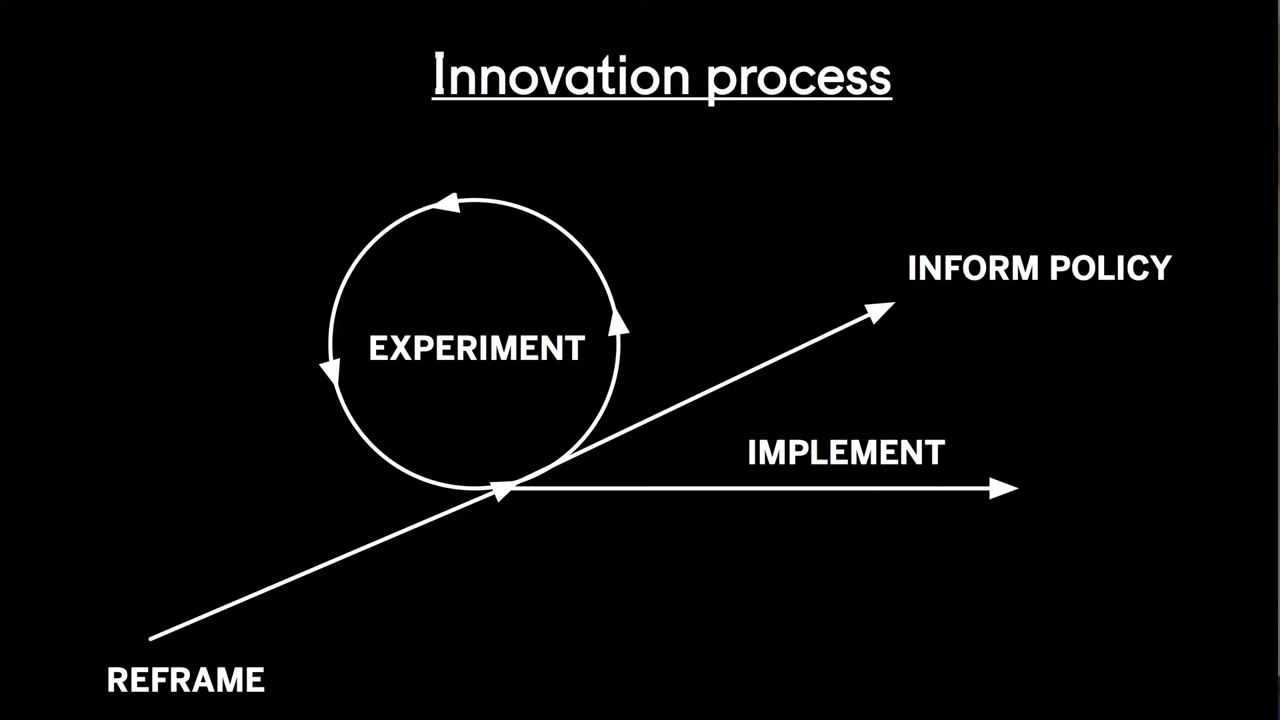 Innovation process
INFORM POLICY
EXPERIMENT
IMPLEMENT
REFRAME